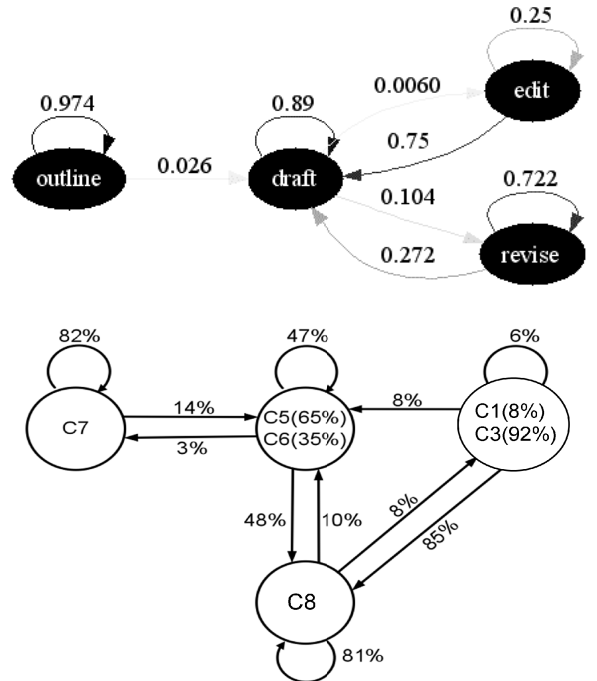 0.25
0.974
0.89
0.0060
edit
0.75
outline
0.026
draft
0.104
0.722
0.272
revise
82%
47%
6%
C7
14%
3%
C5(65%)
C6(35%)
8%
C1(8%)
C3(92%)
48%
10%
8%
85%
C8
81%